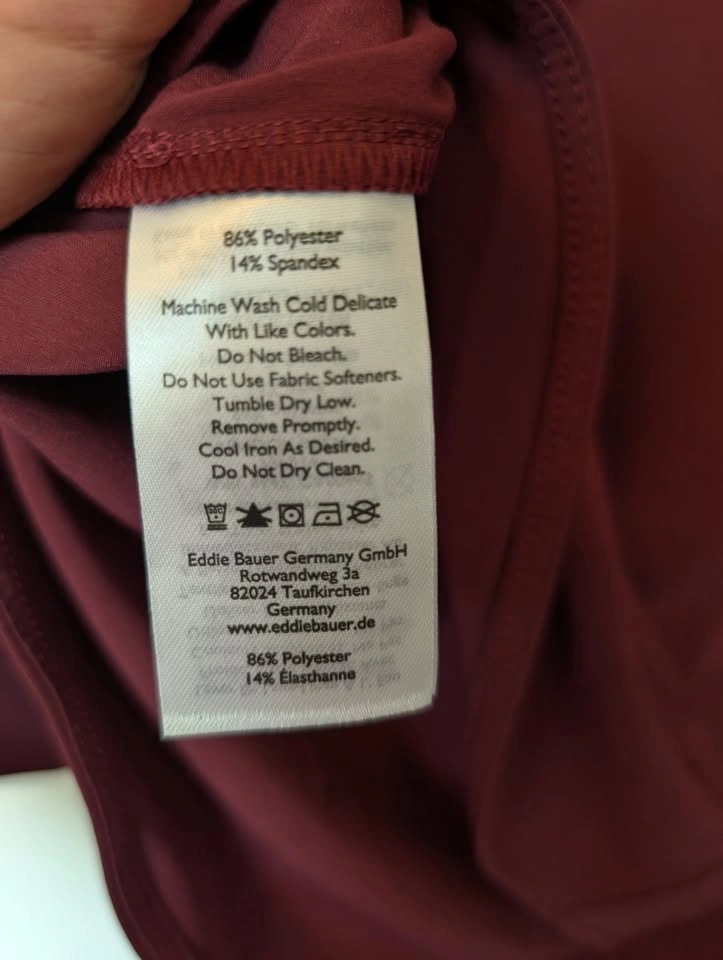 86% Polyester
14% Spandex
Machine Wash Cold Delicate
With Like Colors.
Do Not Bleach.
Do Not Use Fabric Softeners.
Tumble Dry Low.
Remove Promptly.
Cool Iron As Desired.
Do Not Dry Clean.
30C
Eddie Bauer Germany GmbH
Rotwandweg 3a
82024 Taufkirchen
Germany
www.eddiebauer.de
86% Polyester
14% Élasthanne